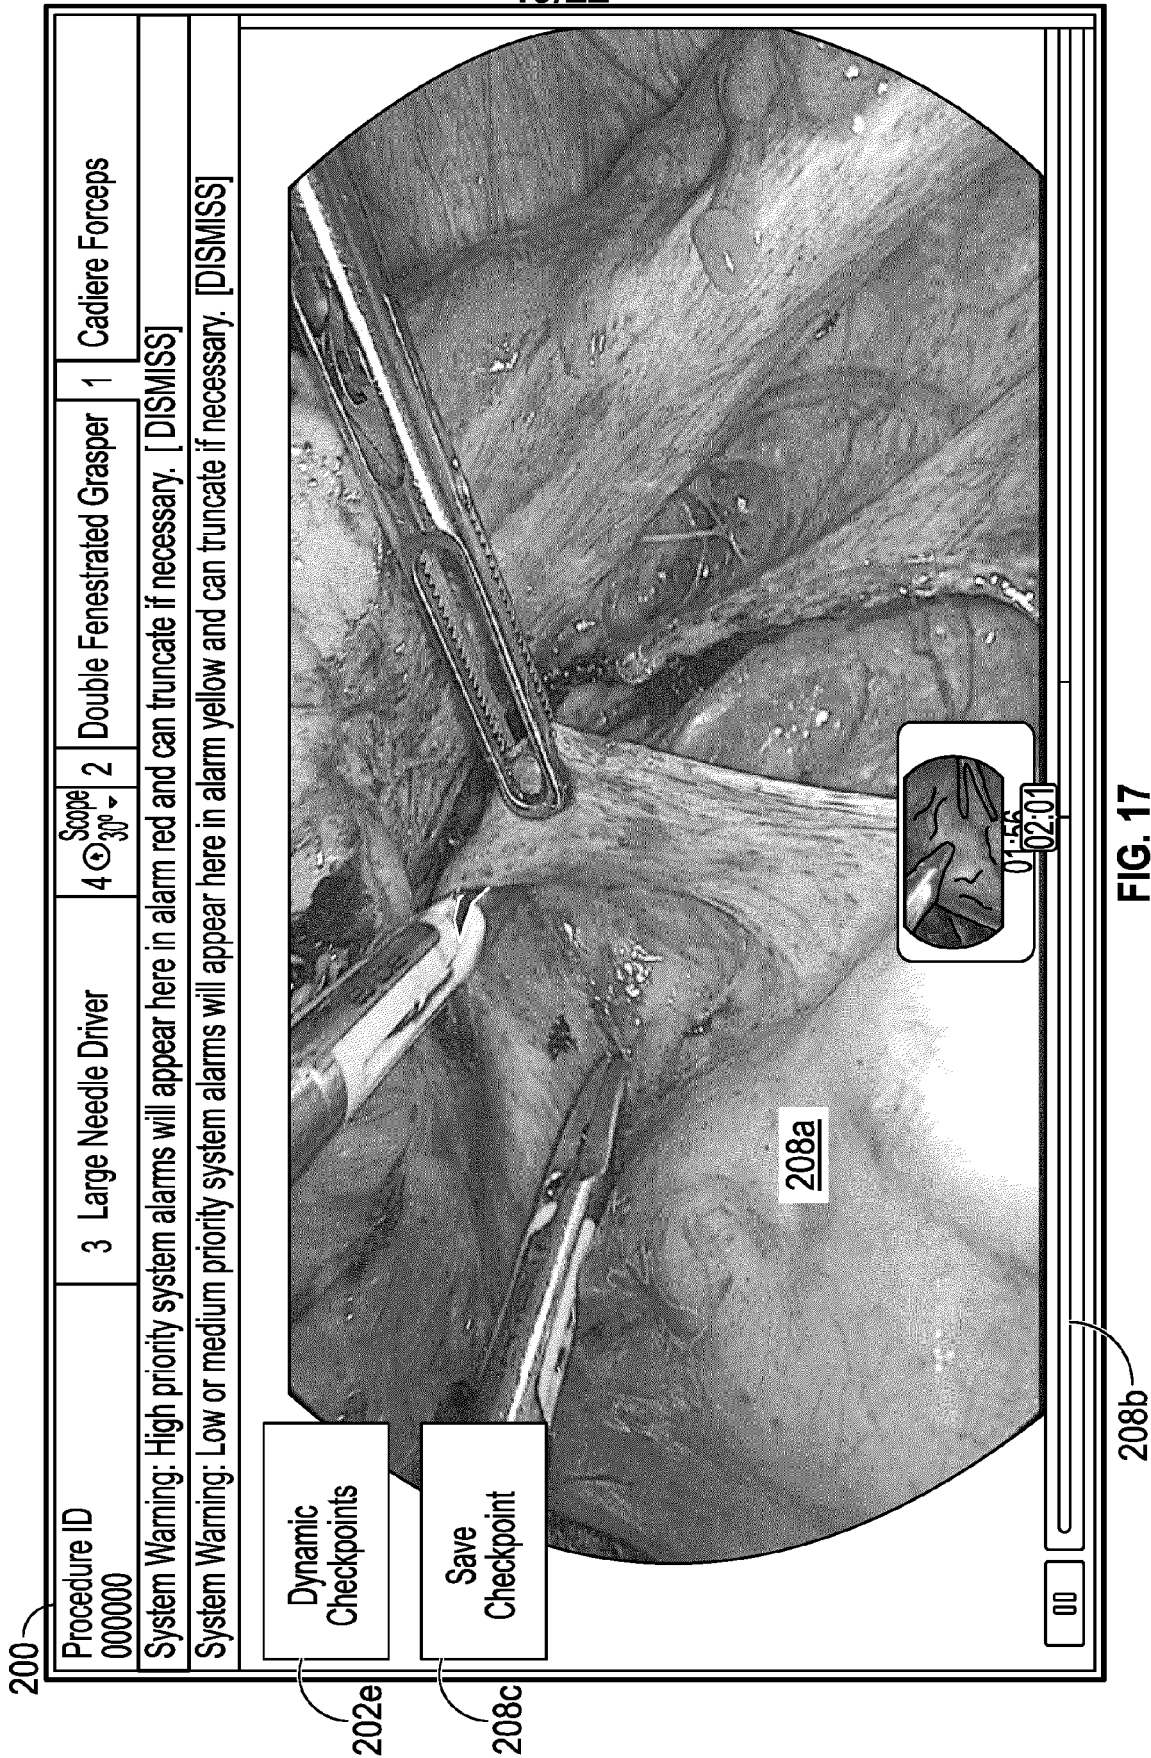 200
Procedure ID
000000
3 Large Needle Driver
4 Scope
30°
2 Double Fenestrated Grasper
1 Cadiere Forceps
System Warning: High priority system alarms will appear here in alarm red and can truncate if necessary. [DISMISS]
System Warning: Low or medium priority system alarms will appear here in alarm yellow and can truncate if necessary. [DISMISS]
Dynamic
Checkpoints
202e
Save
Checkpoint
208c
208a
01:56
02:01
208b
FIG. 17